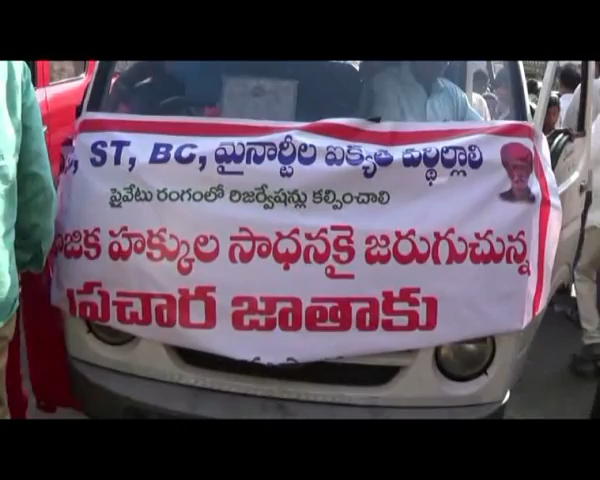 ST, BC, మైనార్టీల ఐక్యత వర్థిల్లాలి
ప్రైవేటు రంగంలో రిజర్వేషన్లు కల్పించాలి
హక్కుల సాధనకై జరుగుచున్న
ప్రచార జాతాకు